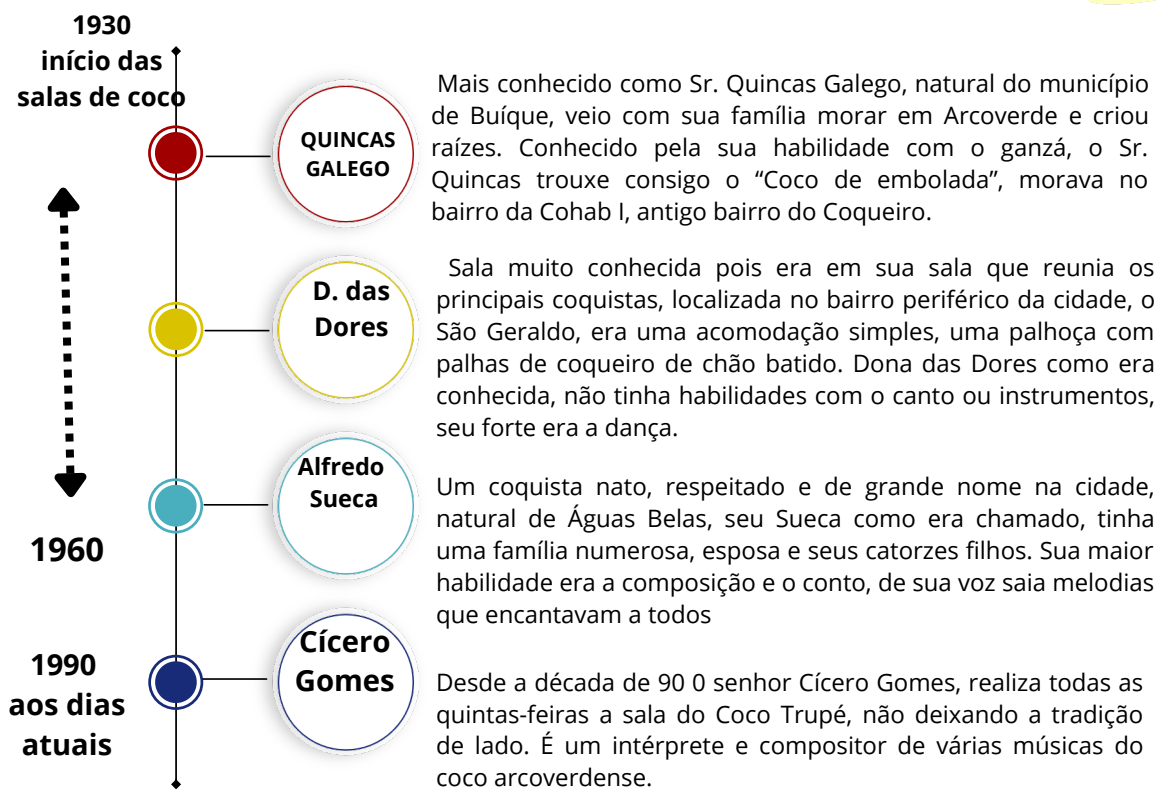 1930
início das
salas de coco
QUINCAS
GALEGO
Mais conhecido como Sr. Quincas Galego, natural do município
de Buíque, veio com sua família morar em Arcoverde e criou
raízes. Conhecido pela sua habilidade com o ganzá, o Sr.
Quincas trouxe consigo o “Coco de embolada”, morava no
bairro da Cohab I, antigo bairro do Coqueiro.
D. das
Dores
Sala muito conhecida pois era em sua sala que reunia os
principais coquistas, localizada no bairro periférico da cidade, o
São Geraldo, era uma acomodação simples, uma palhoça com
palhas de coqueiro de chão batido. Dona das Dores como era
conhecida, não tinha habilidades com o canto ou instrumentos,
seu forte era a dança.
Alfredo
Sueca
Um coquista nato, respeitado e de grande nome na cidade,
natural de Águas Belas, seu Sueca como era chamado, tinha
uma família numerosa, esposa e seus catorzes filhos. Sua maior
habilidade era a composição e o conto, de sua voz saia melodias
que encantavam a todos
1960
Cícero
Gomes
1990
aos dias
atuais
Desde a década de 90 0 senhor Cícero Gomes, realiza todas as
quintas-feiras a sala do Coco Trupé, não deixando a tradição
de lado. É um intérprete e compositor de várias músicas do
coco arcoverdense.